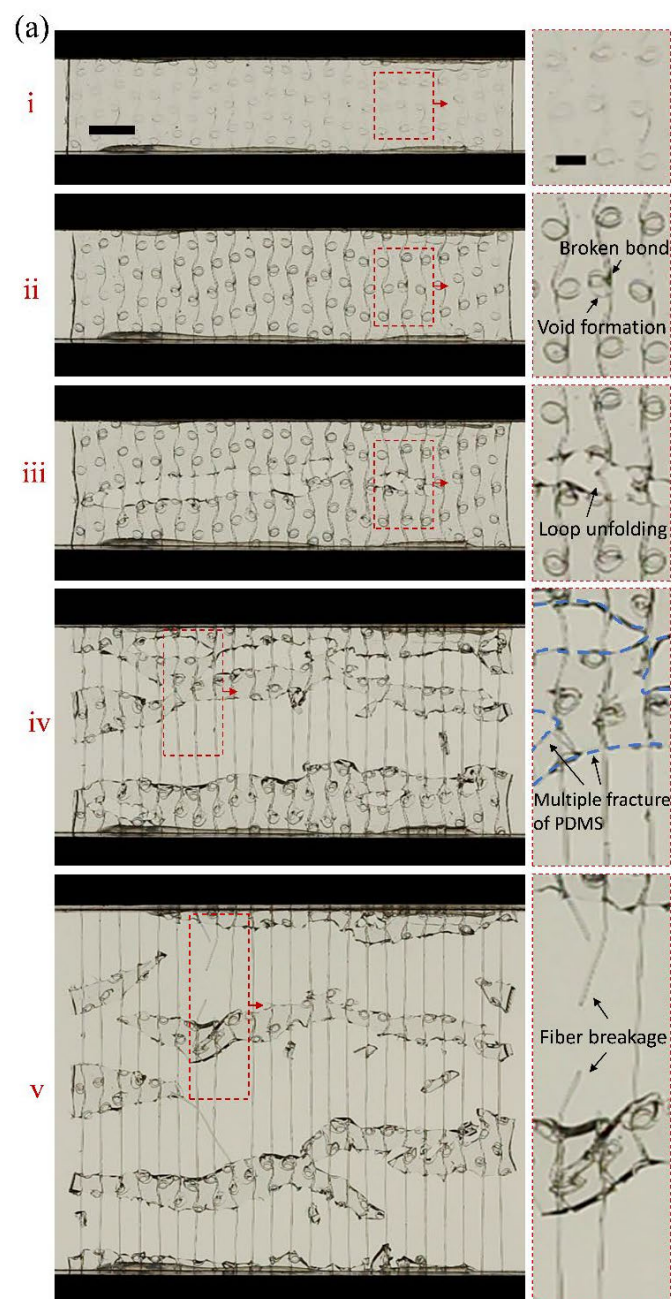 (a)
i
ii
Broken bond
Void formation
iii
Loop unfolding
iv
Multiple fracture
of PDMS
v
Fiber breakage